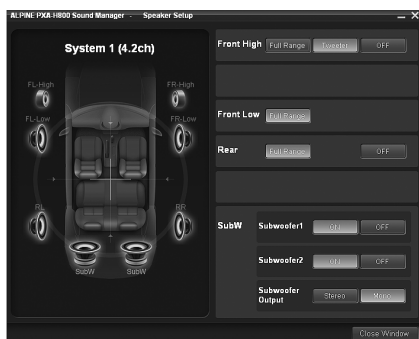 ALPINE PXA-H800 Sound Manager - Speaker Setup
System 1 (4.2ch)
FL-High
FR-High
FL-Low
FR-Low
RL
RR
SubW
SubW
Front High
Full Range
Tweeter
OFF
Front Low
Full Range
Rear
Full Range
OFF
SubW
Subwoofer1
ON
OFF
Subwoofer2
ON
OFF
Subwoofer
Output
Stereo
Mono
Close Window